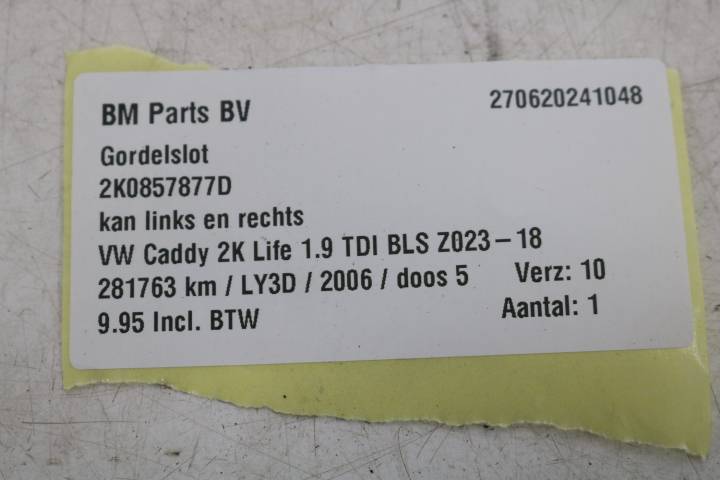 BM Parts BV 270620241048
Gordelslot
2K0857877D
kan links en rechts
VW Caddy 2K Life 1.9 TDI BLS Z023-18
281763 km / LY3D / 2006 / doos 5 Verz: 10
9.95 Incl. BTW Aantal: 1